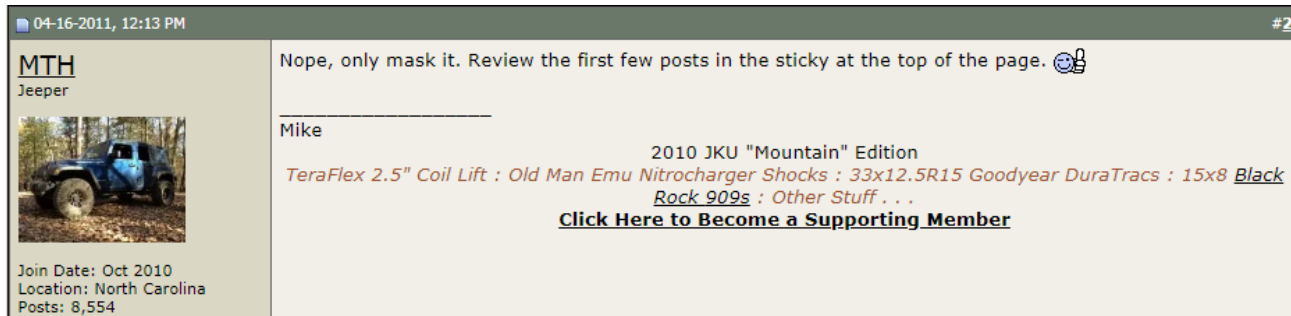 04-16-2011, 12:13 PM
#2
MTH
Jeeper
Join Date: Oct 2010
Location: North Carolina
Posts: 8,554
Nope, only mask it. Review the first few posts in the sticky at the top of the page.
Mike
2010 JKU "Mountain" Edition
TeraFlex 2.5" Coil Lift : Old Man Emu Nitrocharger Shocks : 33x12.5R15 Goodyear DuraTracs : 15x8 Black
Rock 909s : Other Stuff . . .
Click Here to Become a Supporting Member